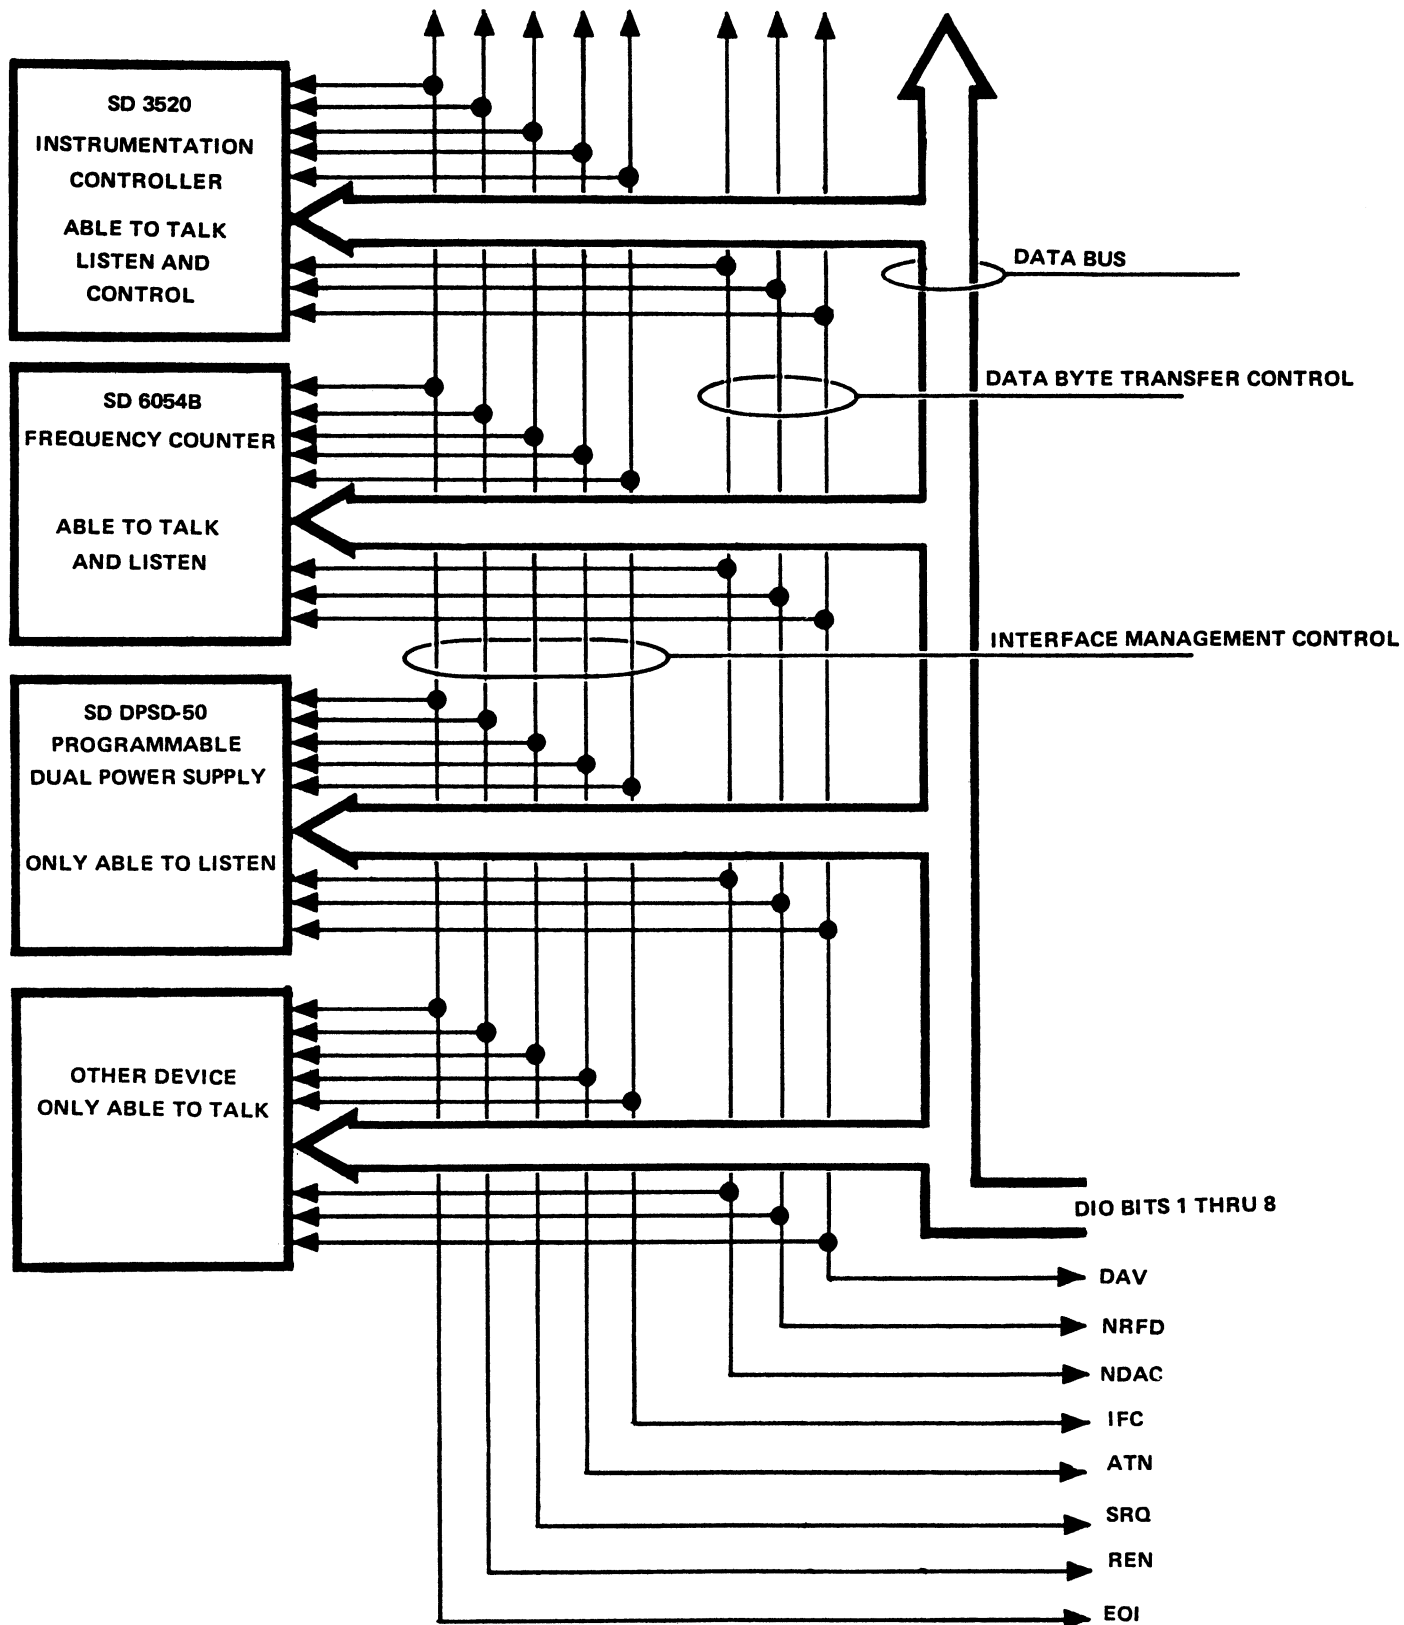 SD 3520
INSTRUMENTATION
CONTROLLER
ABLE TO TALK
LISTEN AND
CONTROL
DATA BUS
DATA BYTE TRANSFER CONTROL
SD 6054B
FREQUENCY COUNTER
ABLE TO TALK
AND LISTEN
INTERFACE MANAGEMENT CONTROL
SD DPSD-50
PROGRAMMABLE
DUAL POWER SUPPLY
ONLY ABLE TO LISTEN
OTHER DEVICE
ONLY ABLE TO TALK
DIO BITS 1 THRU 8
DAV
NRFD
NDAC
IFC
ATN
SRQ
REN
EOI